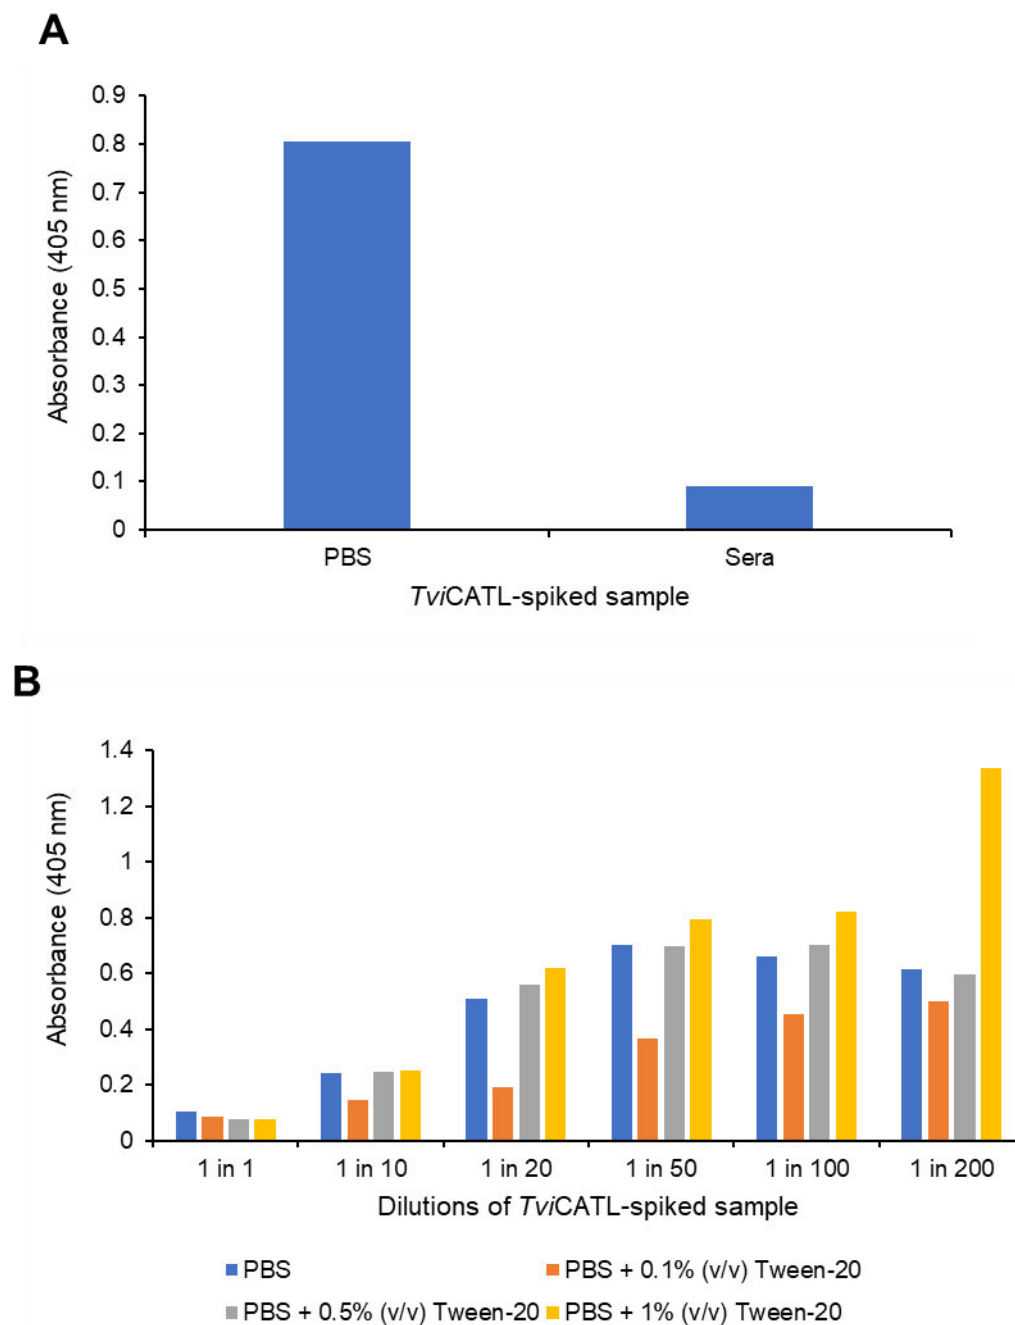 A
0.9
0.8
0.7
0.6
0.5
0.4
0.3
0.2
0.1
0
Absorbance (405 nm)
PBS Sera
TviCATL-spiked sample
B
1.4
1.2
1
0.8
0.6
0.4
0.2
0
Absorbance (405 nm)
1 in 1 1 in 10 1 in 20 1 in 50 1 in 100 1 in 200
Dilutions of TviCATL-spiked sample
PBS PBS + 0.1% (v/v) Tween-20
PBS + 0.5% (v/v) Tween-20 PBS + 1% (v/v) Tween-20